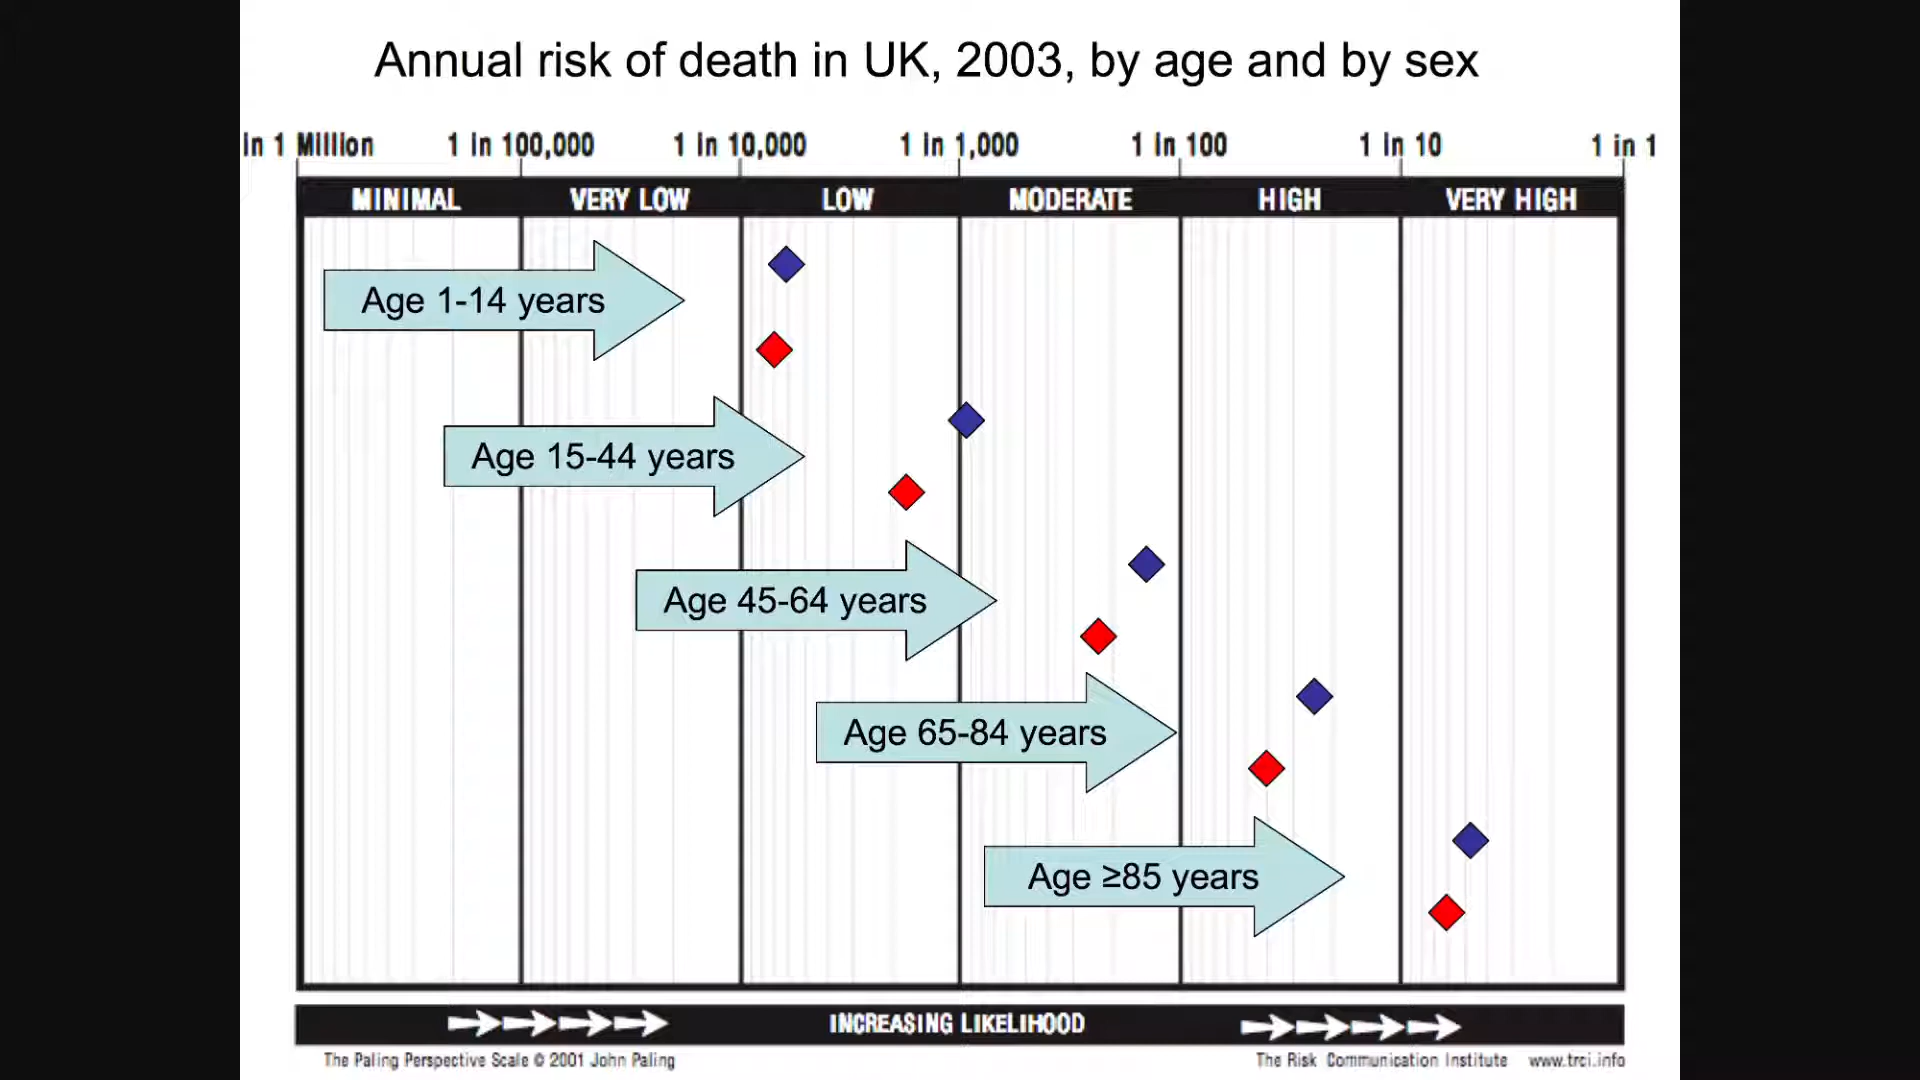 Annual risk of death in UK, 2003, by age and by sex
in 1 Million 1 in 100,000 1 in 10,000 1 in 1,000 1 in 100 1 in 10 1 in 1
MINIMAL VERY LOW LOW MODERATE HIGH VERY HIGH
Age 1-14 years
Age 15-44 years
Age 45-64 years
Age 65-84 years
Age ≥85 years
INCREASING LIKELIHOOD
The Paling Perspective Scale © 2001 John Paling The Risk Communication Institute www.trci.info